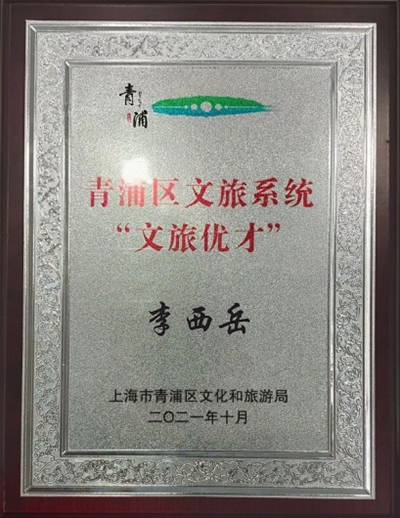 青浦
青浦区文旅系统
“文旅优才”
李西岳
上海市青浦区文化和旅游局
二〇二一年十月